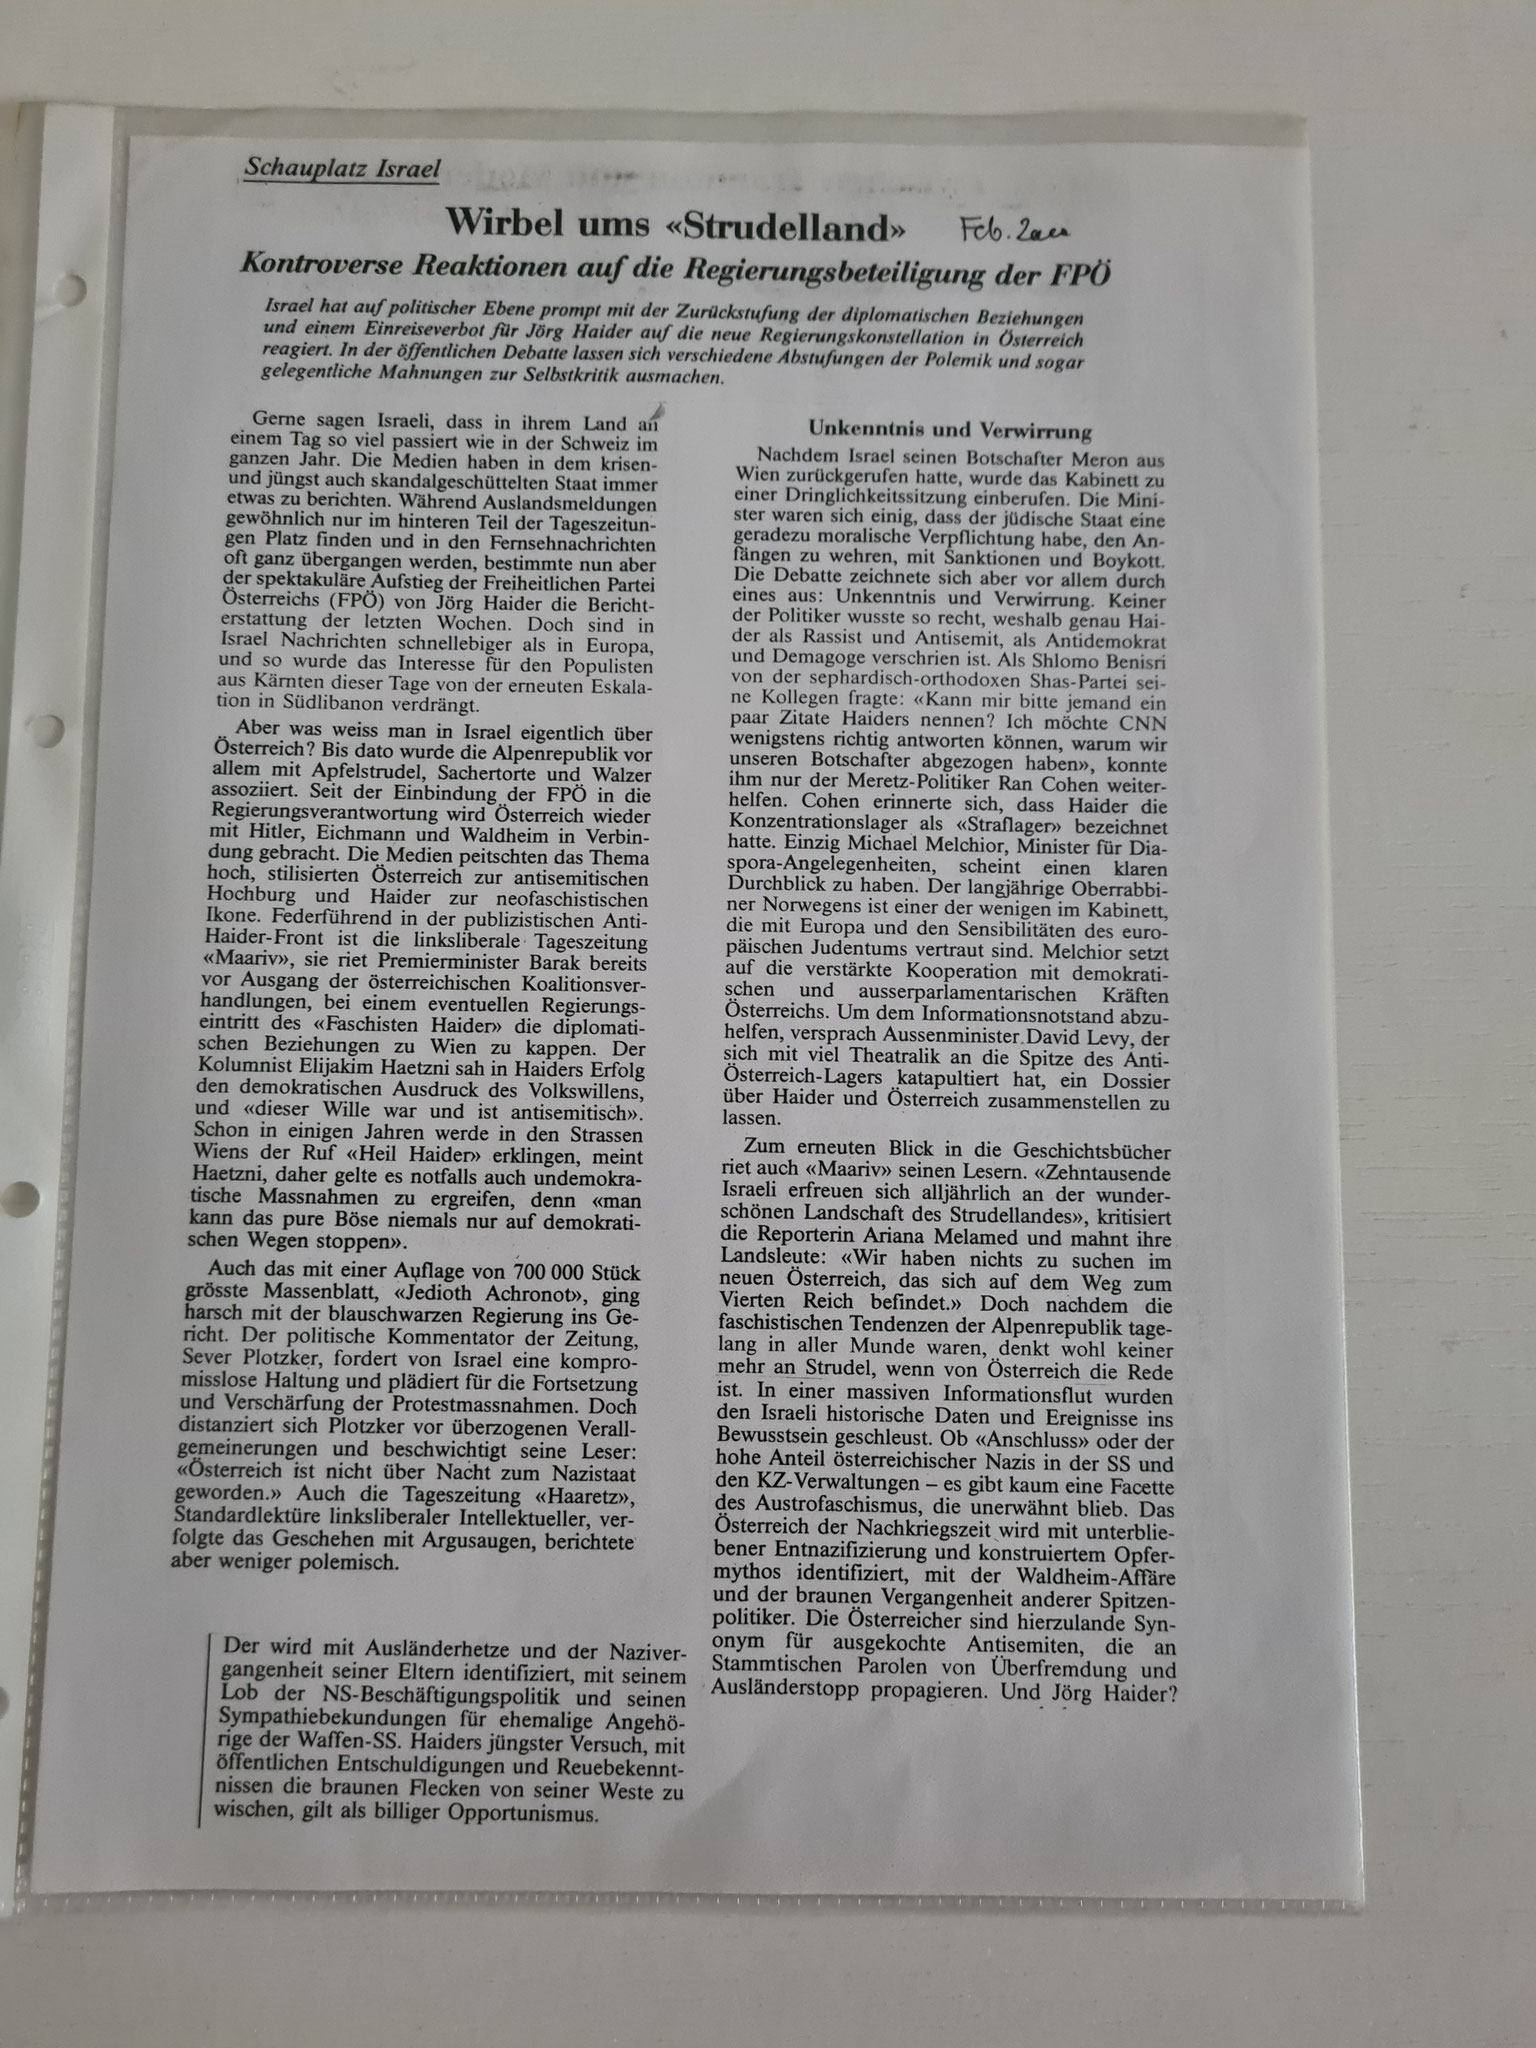 Schauplatz Israel
Wirbel ums «Strudelland»
Feb. 2000
Kontroverse Reaktionen auf die Regierungsbeteiligung der FPÖ
Israel hat auf politischer Ebene prompt mit der Zurückstufung der diplomatischen Beziehungen
und einem Einreiseverbot für Jörg Haider auf die neue Regierungskonstellation in Österreich
reagiert. In der öffentlichen Debatte lassen sich verschiedene Abstufungen der Polemik und sogar
gelegentliche Mahnungen zur Selbstkritik ausmachen.
Gerne sagen Israeli, dass in ihrem Land an
einem Tag so viel passiert wie in der Schweiz im
ganzen Jahr. Die Medien haben in dem krisen-
und jüngst auch skandalgeschüttelten Staat immer
etwas zu berichten. Während Auslandsmeldungen
gewöhnlich nur im hinteren Teil der Tageszeitun-
gen Platz finden und in den Fernsehnachrichten
oft ganz übergangen werden, bestimmte nun aber
der spektakuläre Aufstieg der Freiheitlichen Partei
Österreichs (FPÖ) von Jörg Haider die Bericht-
erstattung der letzten Wochen. Doch sind in
Israel Nachrichten schnellebiger als in Europa,
und so wurde das Interesse für den Populisten
aus Kärnten dieser Tage von der erneuten Eskala-
tion in Südlibanon verdrängt.
Aber was weiss man in Israel eigentlich über
Österreich? Bis dato wurde die Alpenrepublik vor
allem mit Apfelstrudel, Sachertorte und Walzer
assoziiert. Seit der Einbindung der FPÖ in die
Regierungsverantwortung wird Österreich wieder
mit Hitler, Eichmann und Waldheim in Verbin-
dung gebracht. Die Medien peitschten das Thema
hoch, stilisierten Österreich zur antisemitischen
Hochburg und Haider zur neofaschistischen
Ikone. Federführend in der publizistischen Anti-
Haider-Front ist die linksliberale Tageszeitung
«Maariv», sie riet Premierminister Barak bereits
vor Ausgang der österreichischen Koalitionsver-
handlungen, bei einem eventuellen Regierungs-
eintritt des «Faschisten Haider» die diplomati-
schen Beziehungen zu Wien zu kappen. Der
Kolumnist Elijakim Haetzni sah in Haiders Erfolg
den demokratischen Ausdruck des Volkswillens,
und «dieser Wille war und ist antisemitisch».
Schon in einigen Jahren werde in den Strassen
Wiens der Ruf «Heil Haider» erklingen, meint
Haetzni, daher gelte es notfalls auch undemokra-
tische Massnahmen zu ergreifen, denn «man
kann das pure Böse niemals nur auf demokrati-
schen Wegen stoppen».
Auch das mit einer Auflage von 700 000 Stück
grösste Massenblatt, «Jedioth Achronot», ging
harsch mit der blauschwarzen Regierung ins Ge-
richt. Der politische Kommentator der Zeitung,
Sever Plotzker, fordert von Israel eine kompro-
misslose Haltung und plädiert für die Fortsetzung
und Verschärfung der Protestmassnahmen. Doch
distanziert sich Plotzker vor überzogenen Verall-
gemeinerungen und beschwichtigt seine Leser:
«Österreich ist nicht über Nacht zum Nazistaat
geworden.» Auch die Tageszeitung «Haaretz»,
Standardlektüre linksliberaler Intellektueller, ver-
folgte das Geschehen mit Argusaugen, berichtete
aber weniger polemisch.
Unkenntnis und Verwirrung
Nachdem Israel seinen Botschafter Meron aus
Wien zurückgerufen hatte, wurde das Kabinett zu
einer Dringlichkeitssitzung einberufen. Die Mini-
ster waren sich einig, dass der jüdische Staat eine
geradezu moralische Verpflichtung habe, den An-
fängen zu wehren, mit Sanktionen und Boykott.
Die Debatte zeichnete sich aber vor allem durch
eines aus: Unkenntnis und Verwirrung. Keiner
der Politiker wusste so recht, weshalb genau Hai-
der als Rassist und Antisemit, als Antidemokrat
und Demagoge verschrien ist. Als Shlomo Benisri
von der sephardisch-orthodoxen Shas-Partei sei-
ne Kollegen fragte: «Kann mir bitte jemand ein
paar Zitate Haiders nennen? Ich möchte CNN
wenigstens richtig antworten können, warum wir
unseren Botschafter abgezogen haben», konnte
ihm nur der Meretz-Politiker Ran Cohen weiter-
helfen. Cohen erinnerte sich, dass Haider die
Konzentrationslager als «Straflager» bezeichnet
hatte. Einzig Michael Melchior, Minister für Dia-
spora-Angelegenheiten, scheint einen klaren
Durchblick zu haben. Der langjährige Oberrabbi-
ner Norwegens ist einer der wenigen im Kabinett,
die mit Europa und den Sensibilitäten des euro-
päischen Judentums vertraut sind. Melchior setzt
auf die verstärkte Kooperation mit demokrati-
schen und ausserparlamentarischen Kräften
Österreichs. Um dem Informationsnotstand abzu-
helfen, versprach Aussenminister David Levy, der
sich mit viel Theatralik an die Spitze des Anti-
Österreich-Lagers katapultiert hat, ein Dossier
über Haider und Österreich zusammenstellen zu
lassen.
Zum erneuten Blick in die Geschichtsbücher
riet auch «Maariv» seinen Lesern. «Zehntausende
Israeli erfreuen sich alljährlich an der wunder-
schönen Landschaft des Strudellandes», kritisiert
die Reporterin Ariana Melamed und mahnt ihre
Landsleute: «Wir haben nichts zu suchen im
neuen Österreich, das sich auf dem Weg zum
Vierten Reich befindet.» Doch nachdem die
faschistischen Tendenzen der Alpenrepublik tage-
lang in aller Munde waren, denkt wohl keiner
mehr an Strudel, wenn von Österreich die Rede
ist. In einer massiven Informationsflut wurden
den Israeli historische Daten und Ereignisse ins
Bewusstsein geschleust. Ob «Anschluss» oder der
hohe Anteil österreichischer Nazis in der SS und
den KZ-Verwaltungen – es gibt kaum eine Facette
des Austrofaschismus, die unerwähnt blieb. Das
Österreich der Nachkriegszeit wird mit unterblie-
bener Entnazifizierung und konstruiertem Opfer-
mythos identifiziert, mit der Waldheim-Affäre
und der braunen Vergangenheit anderer Spitzen-
politiker. Die Österreicher sind hierzulande Syn-
onym für ausgekochte Antisemiten, die an
Stammtischen Parolen von Überfremdung und
Ausländerstopp propagieren. Und Jörg Haider?
Der wird mit Ausländerhetze und der Naziver-
gangenheit seiner Eltern identifiziert, mit seinem
Lob der NS-Beschäftigungspolitik und seinen
Sympathiebekundungen für ehemalige Angehö-
rige der Waffen-SS. Haiders jüngster Versuch, mit
öffentlichen Entschuldigungen und Reuebekennt-
nissen die braunen Flecken von seiner Weste zu
wischen, gilt als billiger Opportunismus.